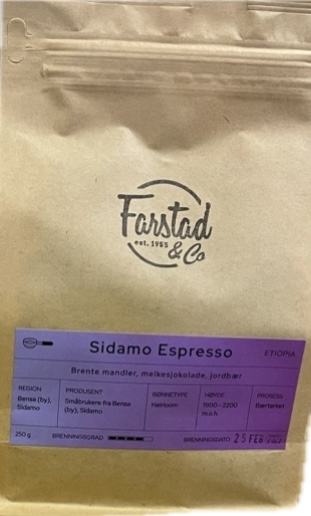 Farstad
est. 1955
& Co
Sidamo Espresso
ETIOPIA
Brente mandler, melkesjokolade, jordbær
REGION
Bensa (by),
Sidamo
PRODUSENT
Småbrukere fra Bensa
(by), Sidamo
BØNNETYPE
Heirloom
HØYDE
1900-2200
m.o.h.
PROSESS
Bærtørket
250 g
BRENNINGSGRAD
BRENNINGSDATO
25 FEB